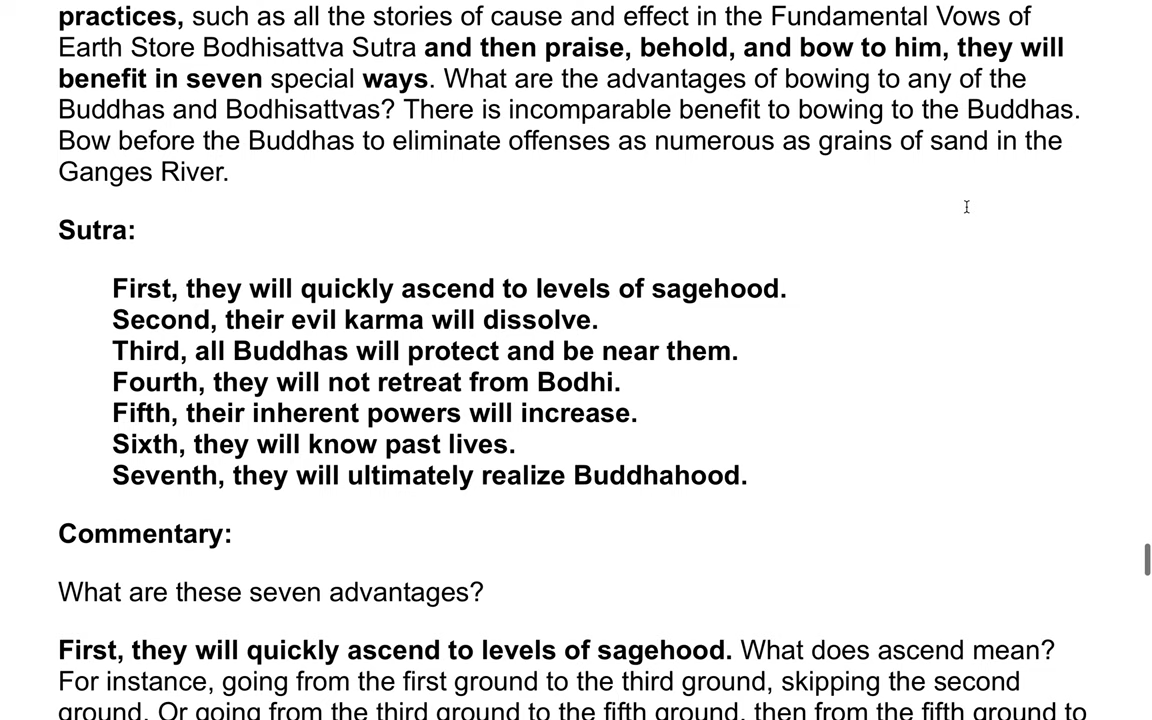 practices, such as all the stories of cause and effect in the Fundamental Vows of
Earth Store Bodhisattva Sutra and then praise, behold, and bow to him, they will
benefit in seven special ways. What are the advantages of bowing to any of the
Buddhas and Bodhisattvas? There is incomparable benefit to bowing to the Buddhas.
Bow before the Buddhas to eliminate offenses as numerous as grains of sand in the
Ganges River.
Sutra:
First, they will quickly ascend to levels of sagehood.
Second, their evil karma will dissolve.
Third, all Buddhas will protect and be near them.
Fourth, they will not retreat from Bodhi.
Fifth, their inherent powers will increase.
Sixth, they will know past lives.
Seventh, they will ultimately realize Buddhahood.
Commentary:
What are these seven advantages?
First, they will quickly ascend to levels of sagehood. What does ascend mean?
For instance, going from the first ground to the third ground, skipping the second
ground. Or going from the third ground to the fifth ground, then from the fifth ground to